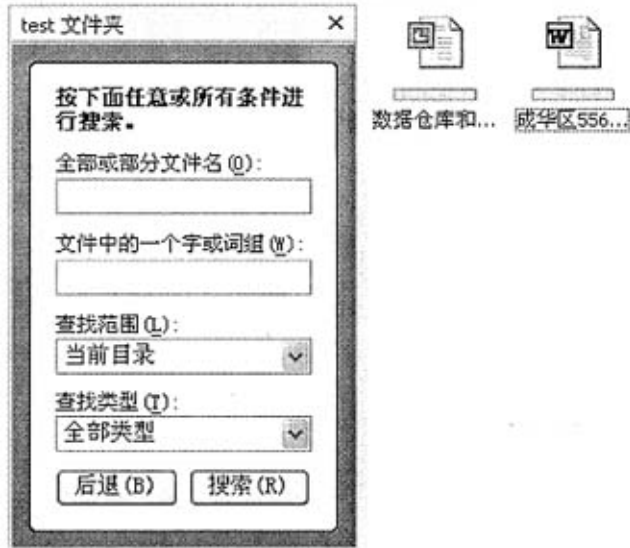 test 文件夹
按下面任意或所有条件进
行搜索。
全部或部分文件名(O):
文件中的一个字或词组(W):
查找范围(L):
当前目录
查找类型(T):
全部类型
后退(B) 搜索(R)
数据仓库和... 成华区556...